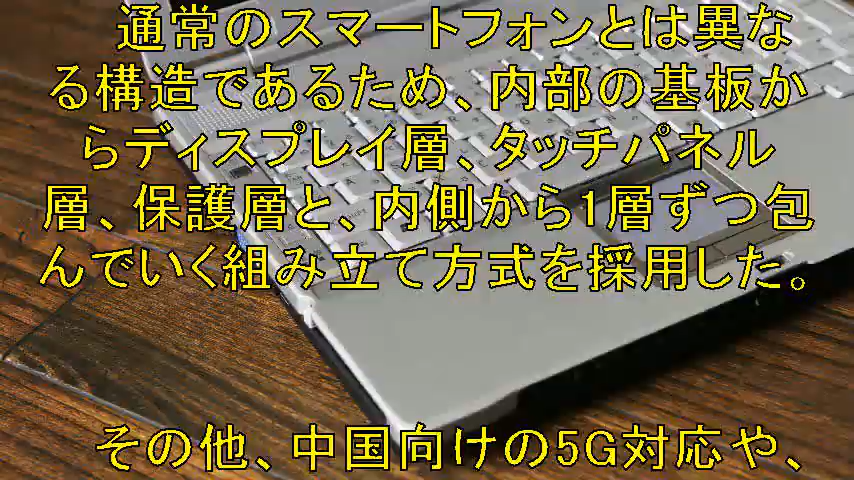 通常のスマートフォンとは異な
る構造であるため、内部の基板か
らディスプレイ層、タッチパネル
層、保護層と、内側から1層ずつ包
んでいく組み立て方式を採用した。
その他、中国向けの5G対応や、